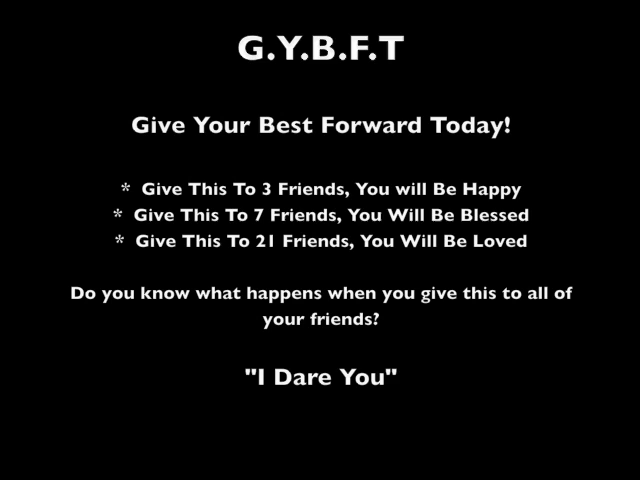 G.Y.B.F.T
Give Your Best Forward Today!
* Give This To 3 Friends, You will Be Happy
* Give This To 7 Friends, You Will Be Blessed
* Give This To 21 Friends, You Will Be Loved
Do you know what happens when you give this to all of
your friends?
"I Dare You"